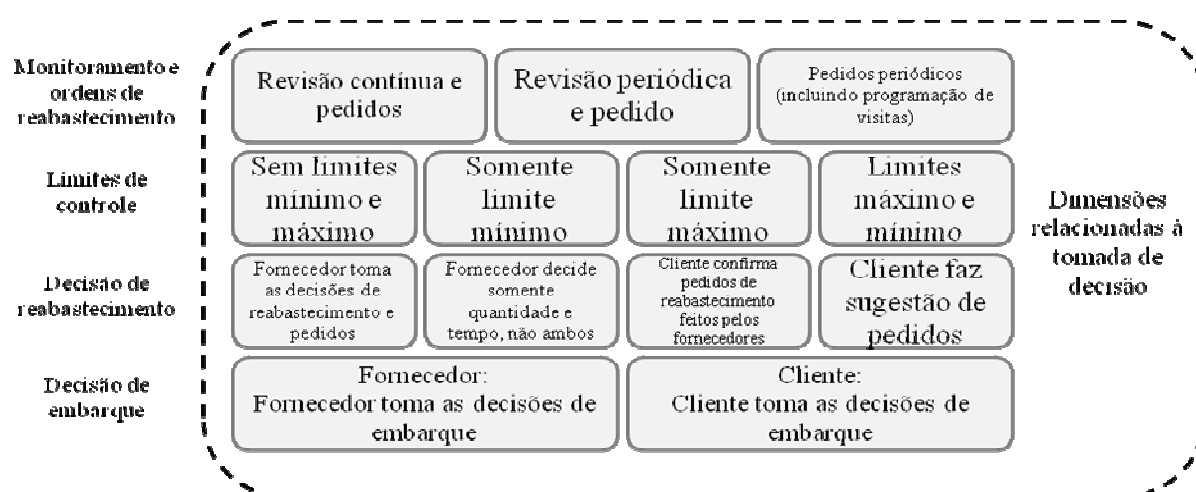 Monitoramento e
ordens de
reabastecimento
Revisão contínua e
pedidos
Revisão periódica
e pedido
Pedidos periódicos
(incluindo programação de
visitas)
Limites de
controle
Sem limites
mínimo e
máximo
Somente
limite
mínimo
Somente
limite
máximo
Limites
máximo e
mínimo
Decisão de
reabastecimento
Fornecedor toma
as decisões de
reabastecimento e
pedidos
Fornecedor decide
somente
quantidade e
tempo, não ambos
Cliente confirma
pedidos de
reabastecimento
feitos pelos
fornecedores
Cliente faz
sugestão de
pedidos
Decisão de
embarque
Fornecedor:
Fornecedor toma as decisões de
embarque
Cliente:
Cliente toma as decisões de
embarque
Dimensões
relacionadas à
tomada de
decisão